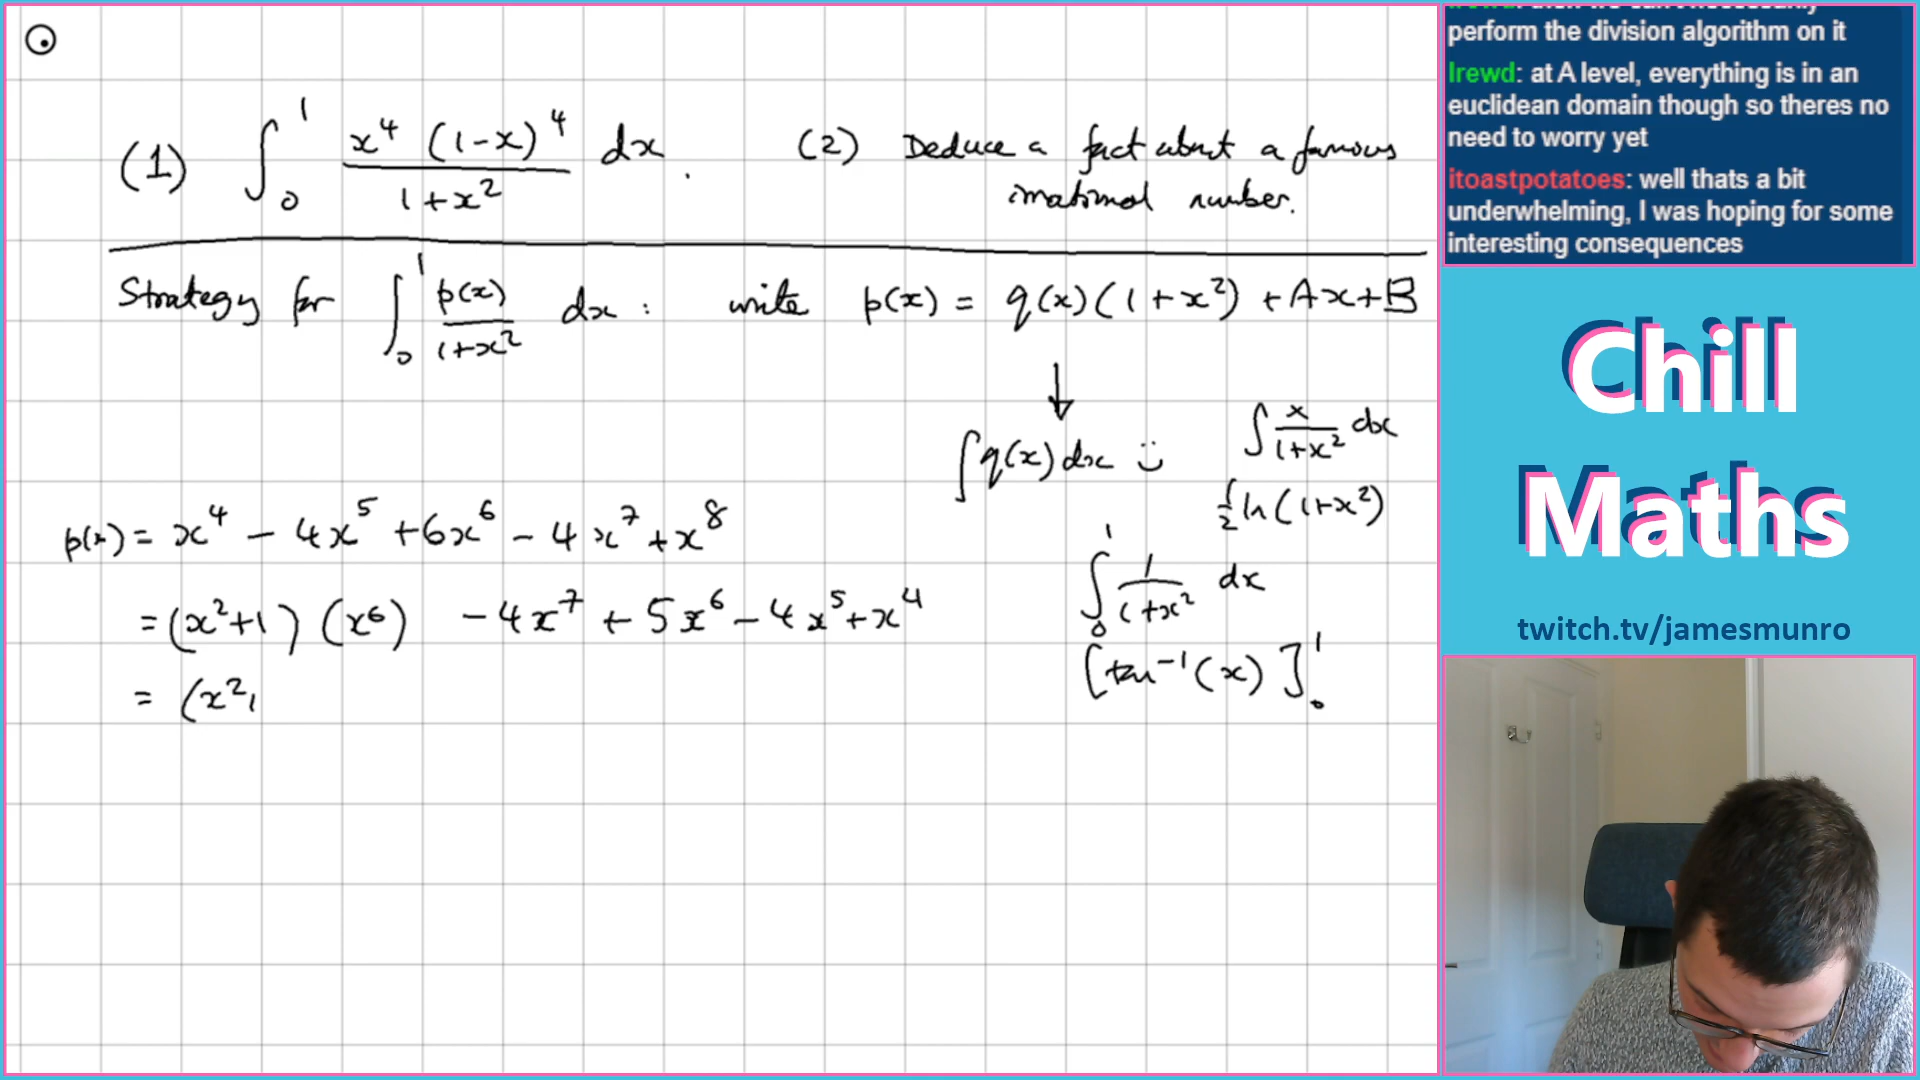 (1) ∫₀¹ x⁴ (1-x)⁴ / 1+x² dx . (2) Deduce a fact about a famous
irrational number.
Strategy for ∫₀¹ p(x) / 1+x² dx : write p(x) = q(x)(1+x²) + Ax+B
↓
∫ q(x) dx ∫ x / 1+x² dx
½ ln(1+x²)
p(x) = x⁴ - 4x⁵ + 6x⁶ - 4x⁷ + x⁸
∫₀¹ 1 / 1+x² dx
= (x²+1) (x⁶) - 4x⁷ + 5x⁶ - 4x⁵ + x⁴
[tan⁻¹(x)]₀¹
= (x²
perform the division algorithm on it
lrewd: at A level, everything is in an
euclidean domain though so theres no
need to worry yet
itoastpotatoes: well thats a bit
underwhelming, I was hoping for some
interesting consequences
Chill
Maths
twitch.tv/jamesmunro